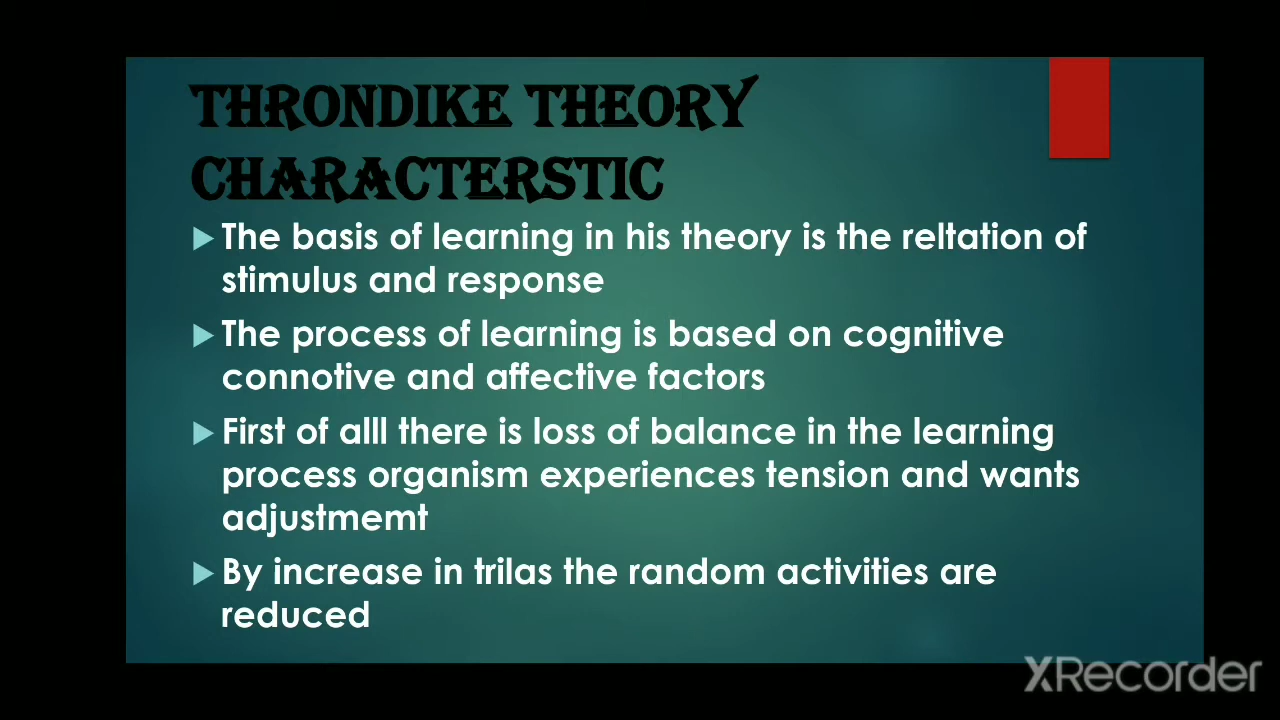 THRONDIKE THEORY
CHARACTERSTIC
The basis of learning in his theory is the reltation of
stimulus and response
The process of learning is based on cognitive
connotive and affective factors
First of alll there is loss of balance in the learning
process organism experiences tension and wants
adjustmemt
By increase in trilas the random activities are
reduced
XRecorder